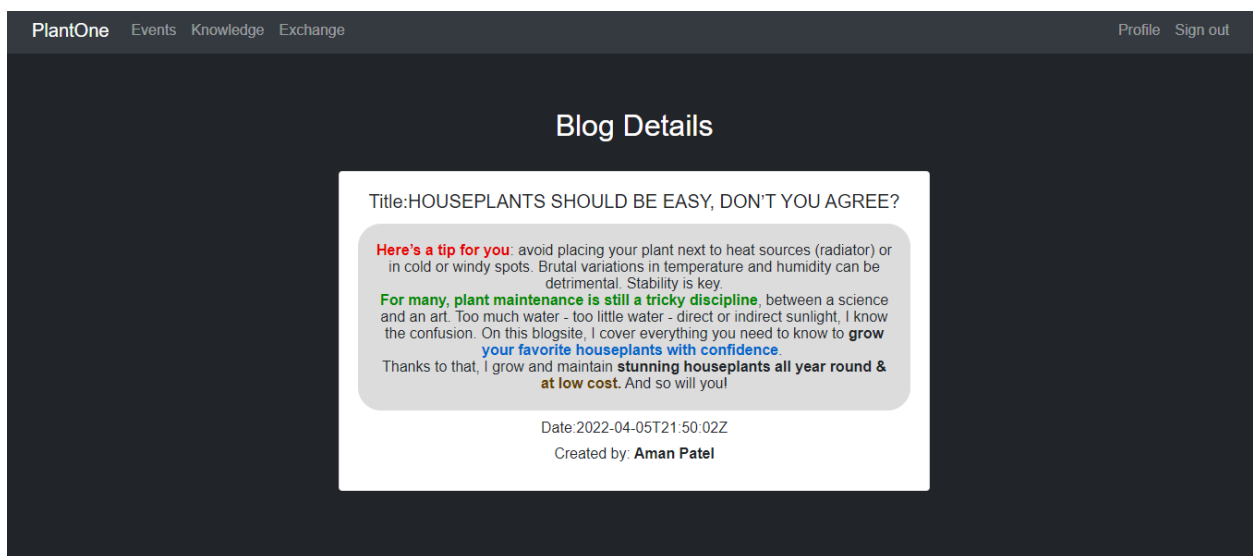 PlantOne Events Knowledge Exchange Profile Sign out
Blog Details
Title:HOUSEPLANTS SHOULD BE EASY, DON’T YOU AGREE?
Here’s a tip for you: avoid placing your plant next to heat sources (radiator) or
in cold or windy spots. Brutal variations in temperature and humidity can be
detrimental. Stability is key.
For many, plant maintenance is still a tricky discipline, between a science
and an art. Too much water - too little water - direct or indirect sunlight, I know
the confusion. On this blogsite, I cover everything you need to know to grow
your favorite houseplants with confidence.
Thanks to that, I grow and maintain stunning houseplants all year round &
at low cost. And so will you!
Date:2022-04-05T21:50:02Z
Created by: Aman Patel